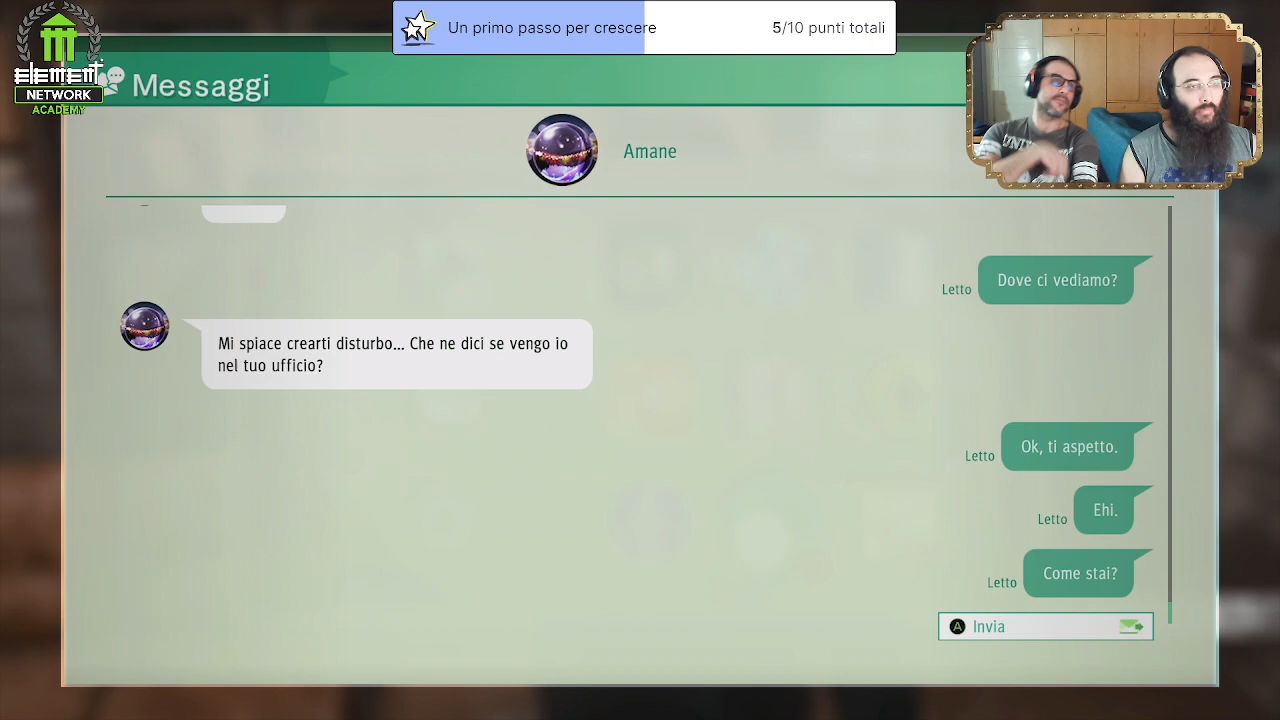 Un primo passo per crescere
5/10 punti totali
ELEMENT
NETWORK
ACADEMY
Messaggi
Amane
Dove ci vediamo?
Letto
Mi spiace crearti disturbo... Che ne dici se vengo io
nel tuo ufficio?
Ok, ti aspetto.
Letto
Ehi.
Letto
Come stai?
Letto
A Invia